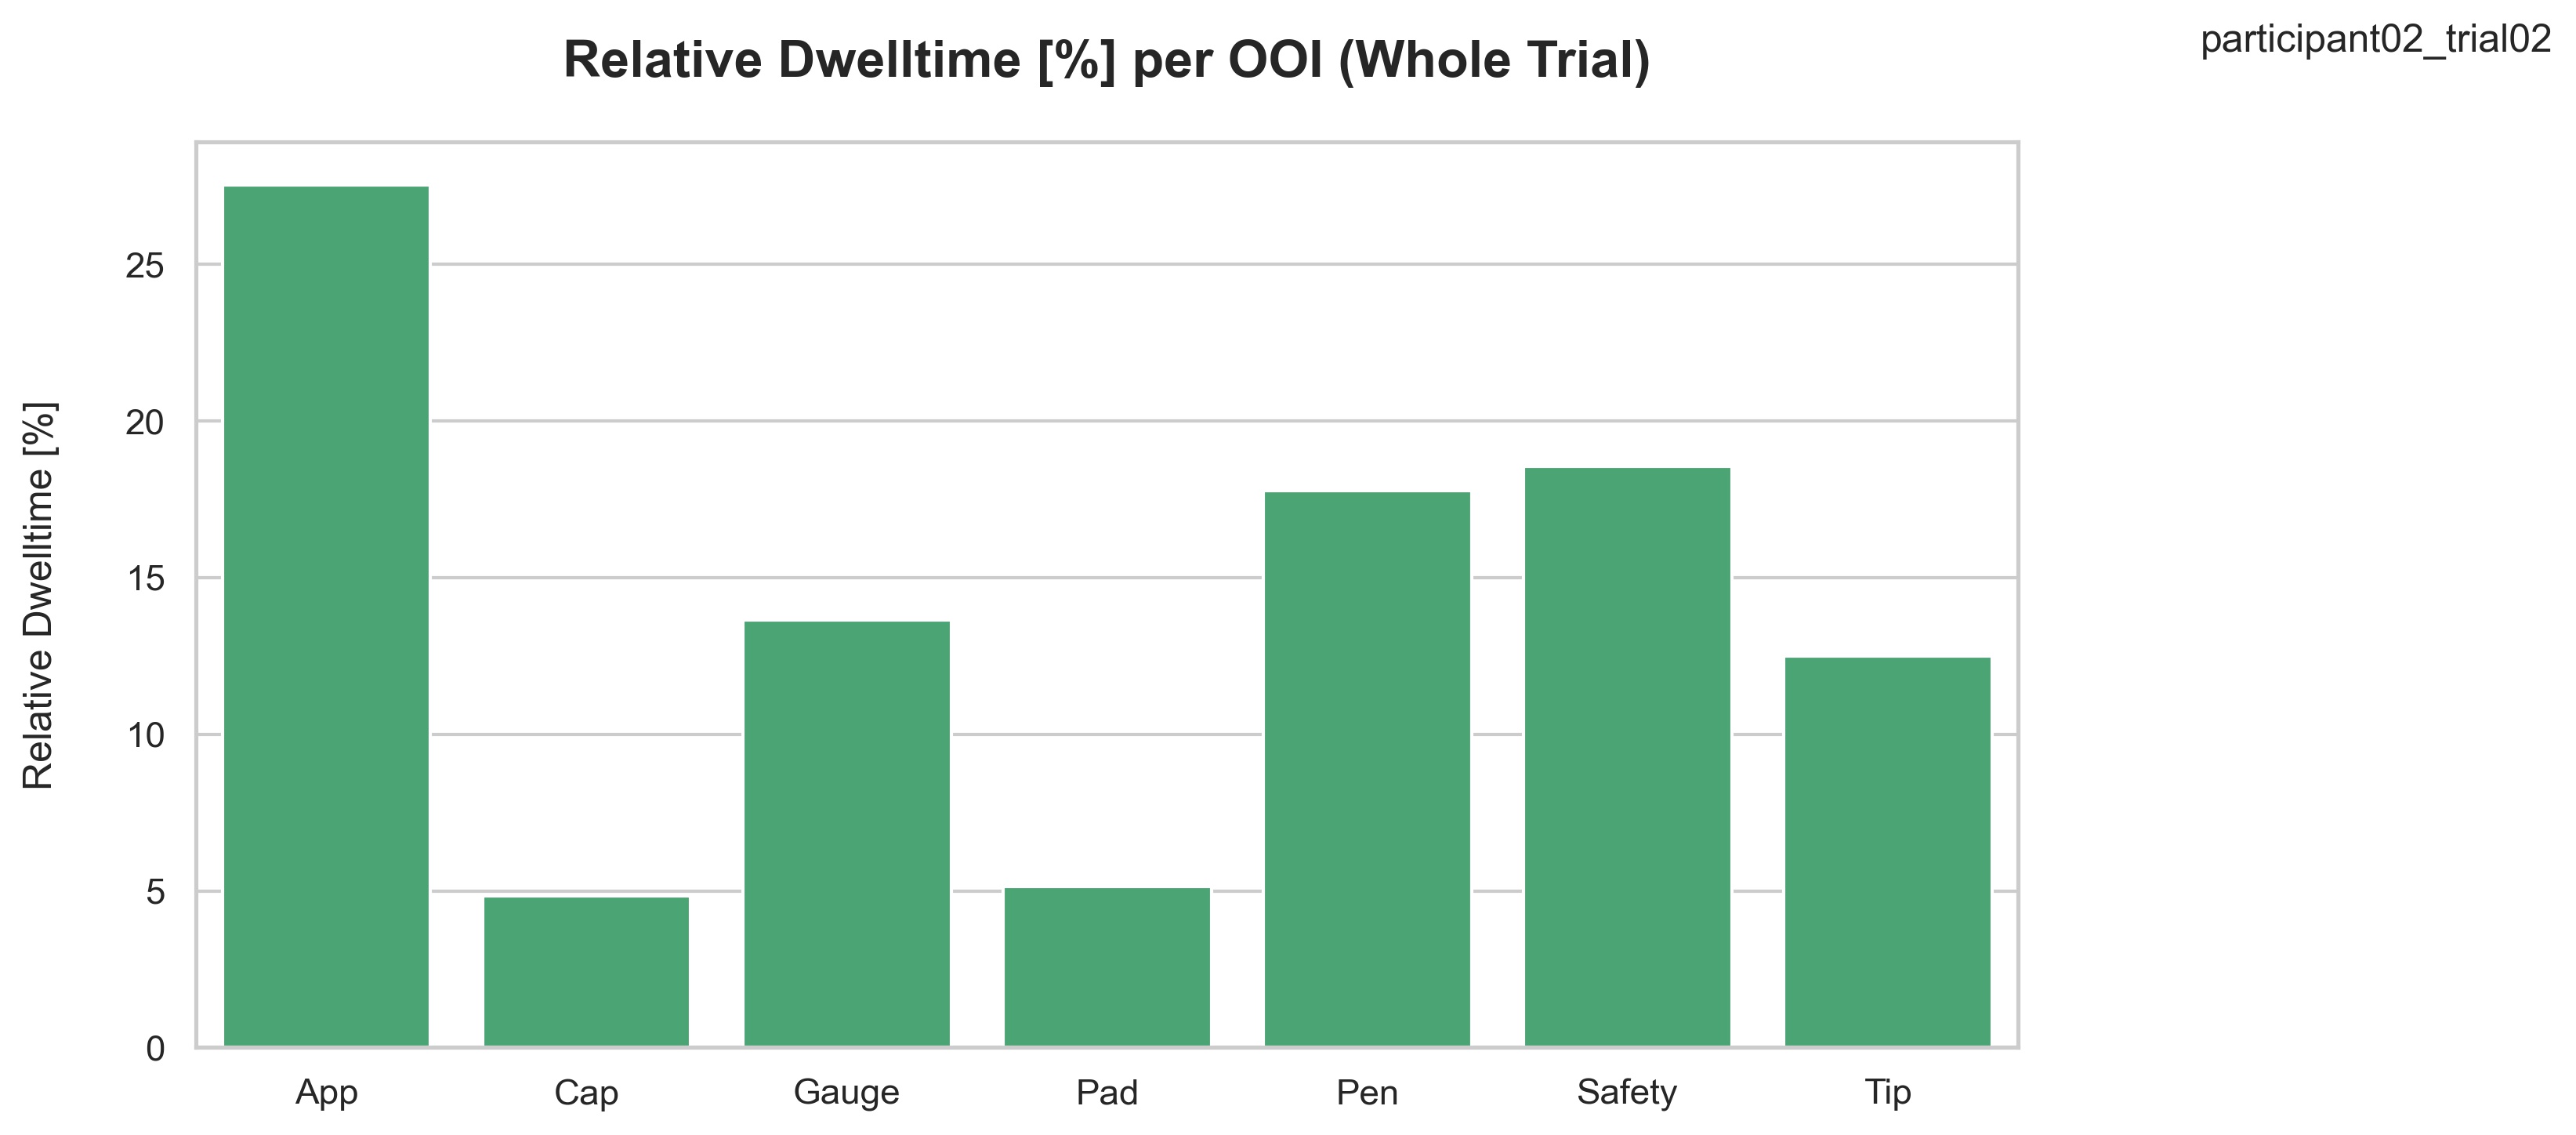 participant02_trial02
Relative Dwelltime [%] per OOI (Whole Trial)
Relative Dwelltime [%]
25
20
15
10
5
0
App Cap Gauge Pad Pen Safety Tip